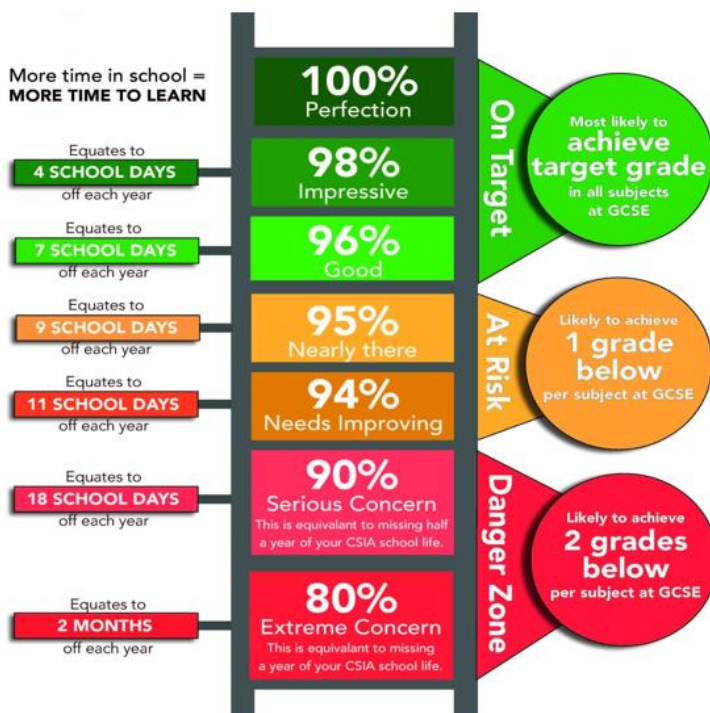 More time in school =
MORE TIME TO LEARN
100%
Perfection
Equates to
4 SCHOOL DAYS
off each year
98%
Impressive
Equates to
7 SCHOOL DAYS
off each year
96%
Good
On Target
Most likely to
achieve
target grade
in all subjects
at GCSE
Equates to
9 SCHOOL DAYS
off each year
95%
Nearly there
Equates to
11 SCHOOL DAYS
off each year
94%
Needs Improving
At Risk
Likely to achieve
1 grade
below
per subject at GCSE
Equates to
18 SCHOOL DAYS
off each year
90%
Serious Concern
This is equivalant to missing half
a year of your CSIA school life.
Equates to
2 MONTHS
off each year
80%
Extreme Concern
This is equivalant to missing
a year of your CSIA school life.
Danger Zone
Likely to achieve
2 grades
below
per subject at GCSE